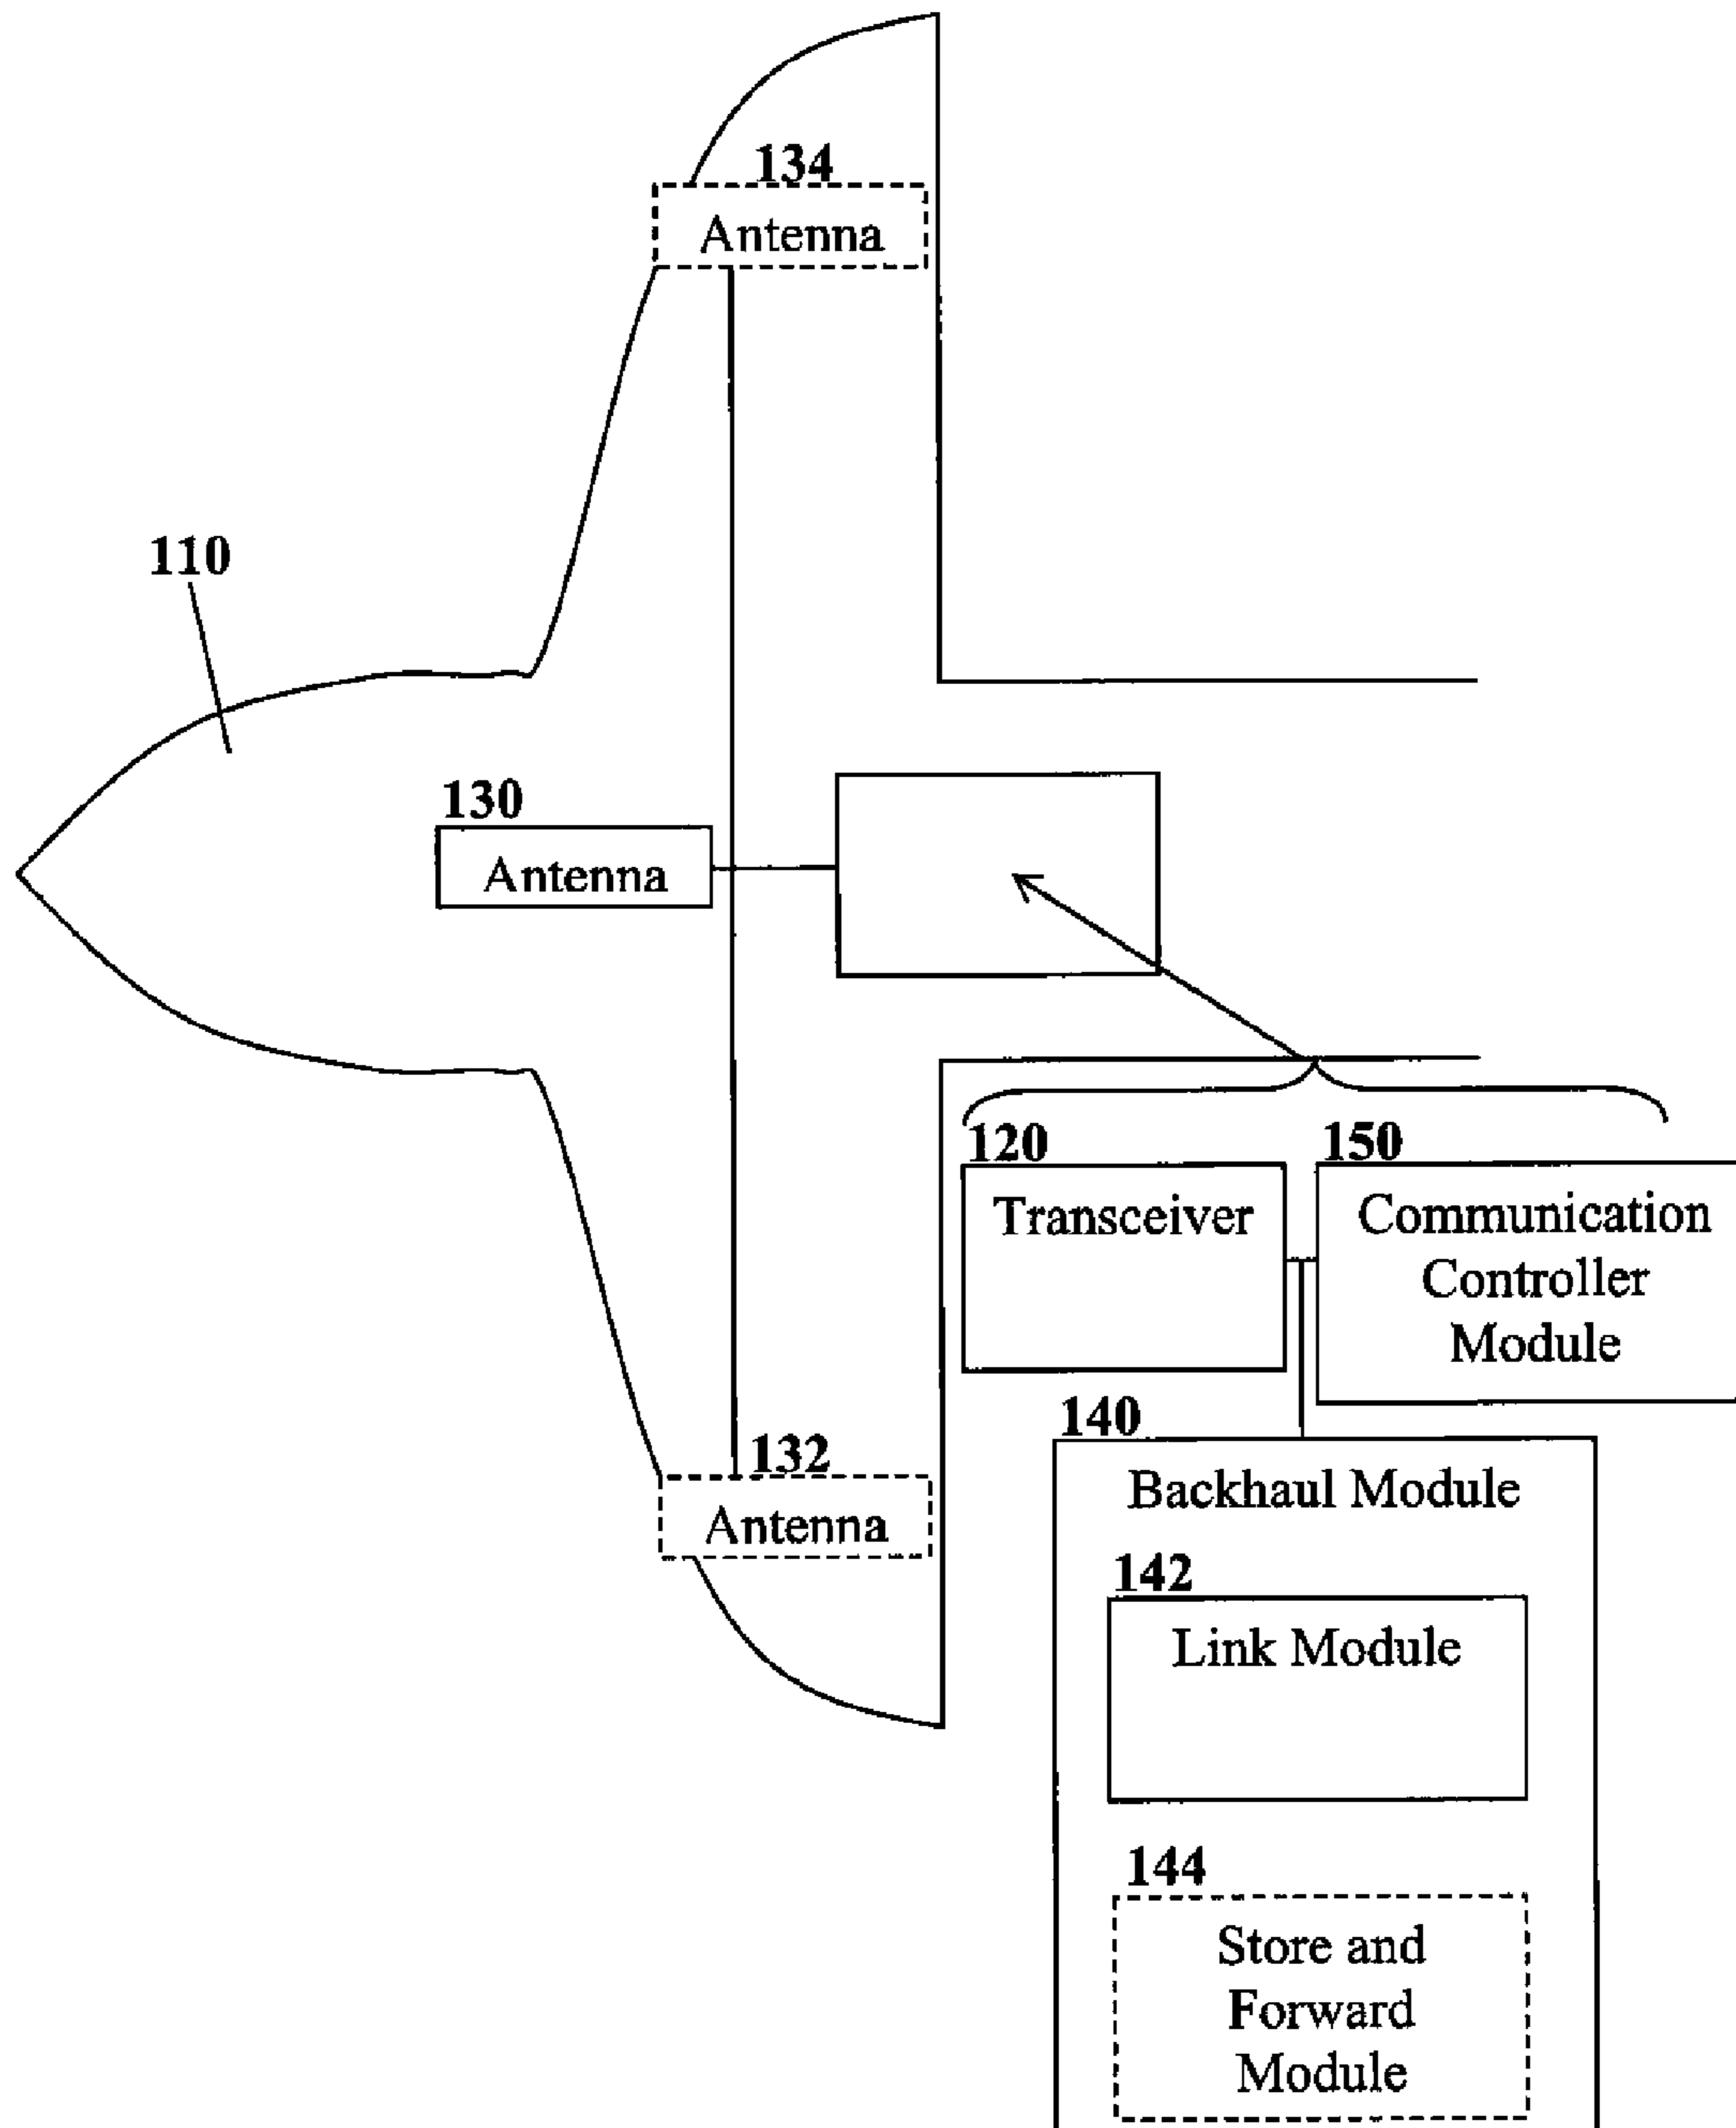 134
Antenna
110
130
Antenna
120
Transceiver
150
Communication
Controller
Module
132
Antenna
140
Backhaul Module
142
Link Module
144
Store and
Forward
Module